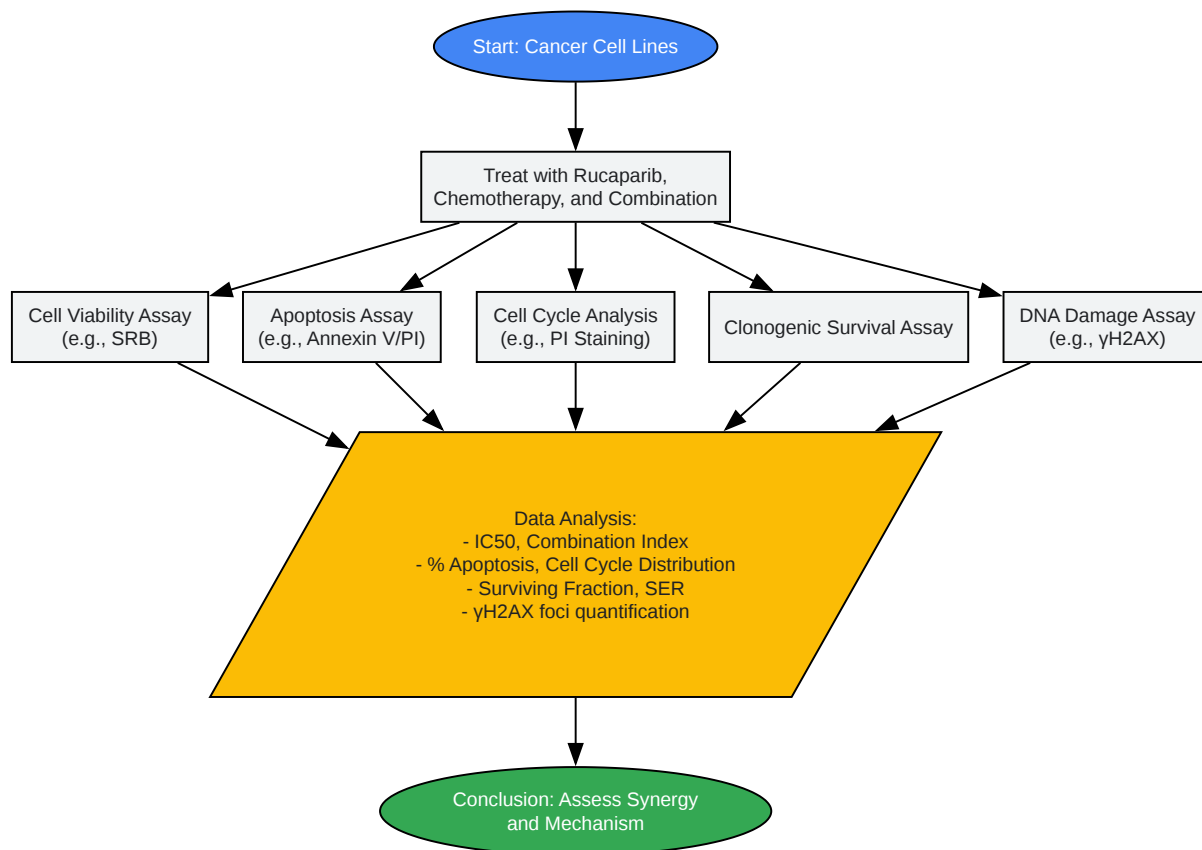 Start: Cancer Cell Lines
Treat with Rucaparib,
Chemotherapy, and Combination
Cell Viability Assay
(e.g., SRB)
Apoptosis Assay
(e.g., Annexin V/PI)
Cell Cycle Analysis
(e.g., PI Staining)
Clonogenic Survival Assay
DNA Damage Assay
(e.g., γH2AX)
Data Analysis:
- IC50, Combination Index
- % Apoptosis, Cell Cycle Distribution
- Surviving Fraction, SER
- γH2AX foci quantification
Conclusion: Assess Synergy
and Mechanism